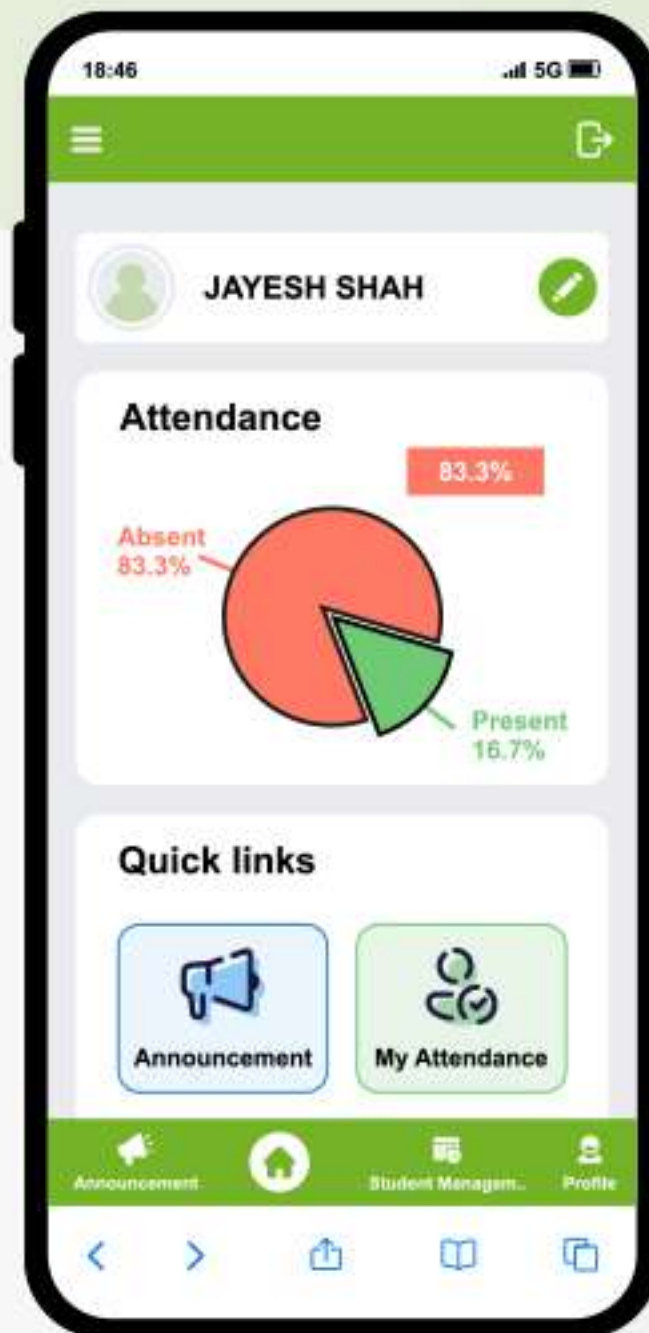 18:46
5G
JAYESH SHAH
Attendance
83.3%
Absent
83.3%
Present
16.7%
Quick links
Announcement
My Attendance
Announcement
Student Managem..
Profile